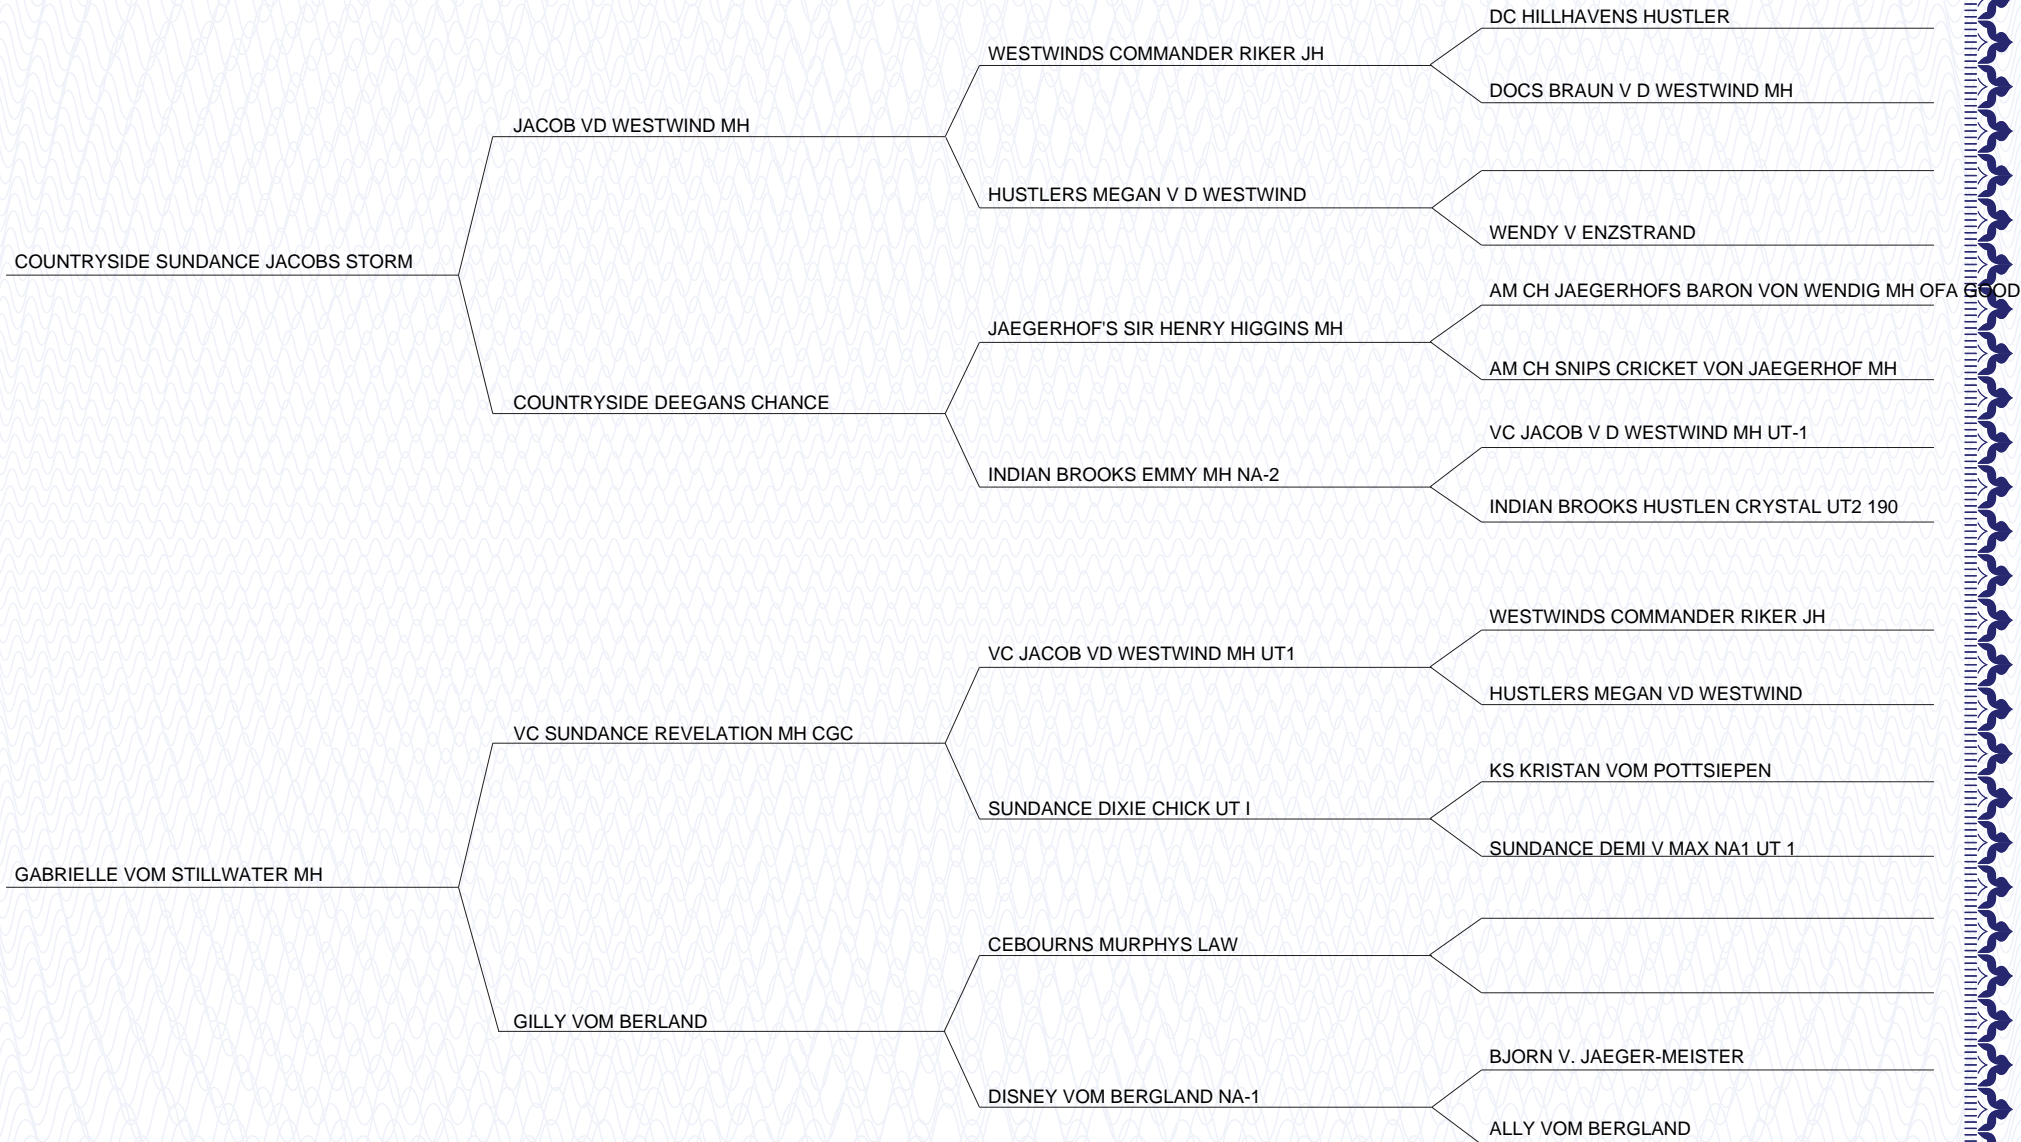 DC HILLHAVENS HUSTLER
WESTWINDS COMMANDER RIKER JH
DOCS BRAUN V D WESTWIND MH
JACOB VD WESTWIND MH
HUSTLERS MEGAN V D WESTWIND
WENDY V ENZSTRAND
COUNTRYSIDE SUNDANCE JACOBS STORM
AM CH JAEGERHOFS BARON VON WENDIG MH OFA GOOD
JAEGERHOF'S SIR HENRY HIGGINS MH
AM CH SNIPS CRICKET VON JAEGERHOF MH
COUNTRYSIDE DEEGANS CHANCE
VC JACOB V D WESTWIND MH UT-1
INDIAN BROOKS EMMY MH NA-2
INDIAN BROOKS HUSTLEN CRYSTAL UT2 190
WESTWINDS COMMANDER RIKER JH
VC JACOB VD WESTWIND MH UT1
HUSTLERS MEGAN VD WESTWIND
VC SUNDANCE REVELATION MH CGC
KS KRISTAN VOM POTTSIEPEN
SUNDANCE DIXIE CHICK UT I
SUNDANCE DEMI V MAX NA1 UT 1
GABRIELLE VOM STILLWATER MH
CEBOURNS MURPHYS LAW
GILLY VOM BERLAND
BJORN V. JAEGER-MEISTER
DISNEY VOM BERGLAND NA-1
ALLY VOM BERGLAND